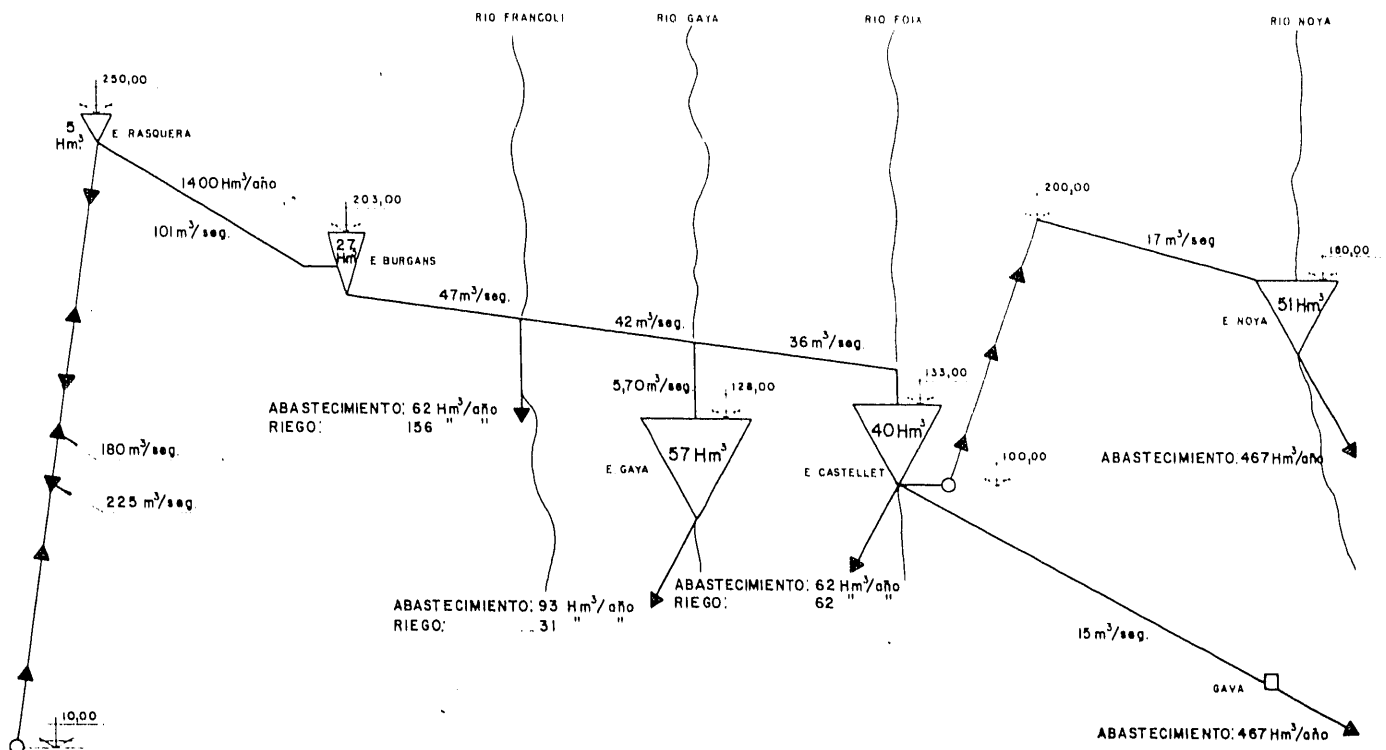 RIO FRANCOLI
RIO GAYA
RIO FOIX
RIO NOYA
250,00
5
Hm³
E RASQUERA
1400 Hm³/año
101 m³/seg.
203,00
27
Hm³
E BURGANS
47 m³/seg.
42 m³/seg.
36 m³/seg.
200,00
17 m³/seg
160,00
51 Hm³
E NOYA
5,70 m³/seg.
128,00
133,00
ABASTECIMIENTO: 62 Hm³/año
RIEGO: 156 " "
57 Hm³
E GAYA
40 Hm³
E CASTELLET
100,00
ABASTECIMIENTO: 467 Hm³/año
180 m³/seg.
225 m³/seg.
ABASTECIMIENTO: 93 Hm³/año
RIEGO: 31 " "
ABASTECIMIENTO: 62 Hm³/año
RIEGO: 62 " "
15 m³/seg.
GAVA
10,00
ABASTECIMIENTO: 467 Hm³/año